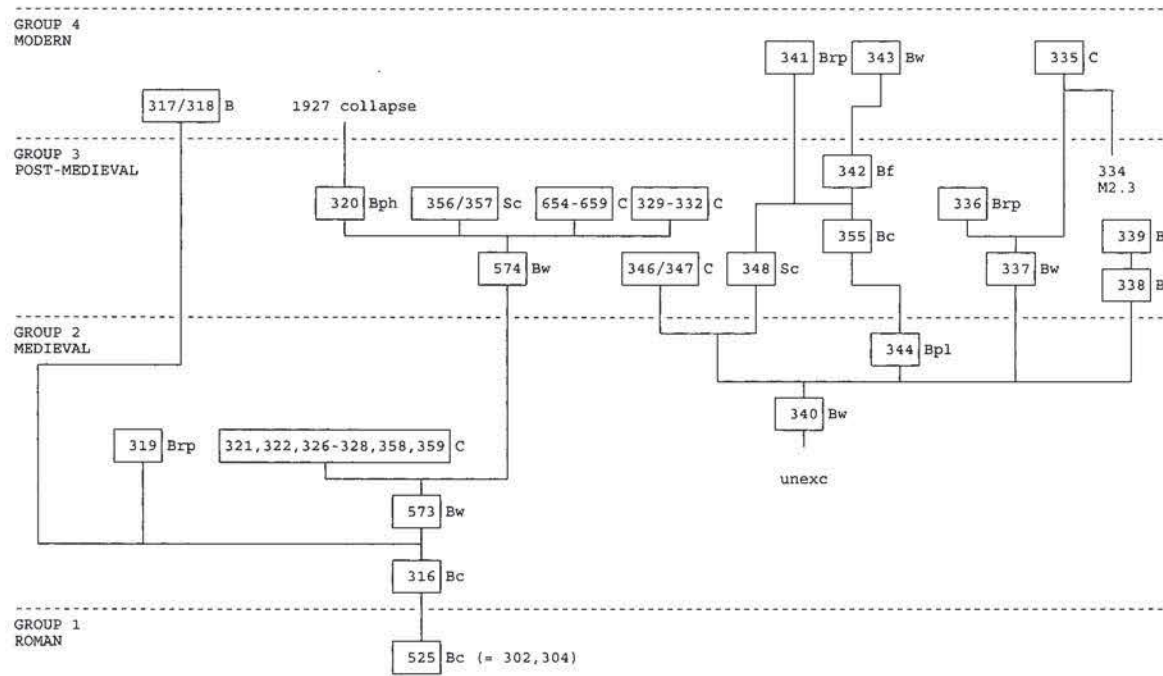 GROUP 4
MODERN
341 Brp
343 Bw
335 C
317/318 B
1927 collapse
GROUP 3
POST-MEDIEVAL
342 Bf
334
M2.3
320 Bph
356/357 Sc
654-659 C
329-332 C
336 Brp
355 Bc
339 B
574 Bw
346/347 C
348 Sc
337 Bw
338 B
GROUP 2
MEDIEVAL
344 Bpl
340 Bw
319 Brp
321,322,326-328,358,359 C
unexc
573 Bw
316 Bc
GROUP 1
ROMAN
525 Bc (= 302,304)